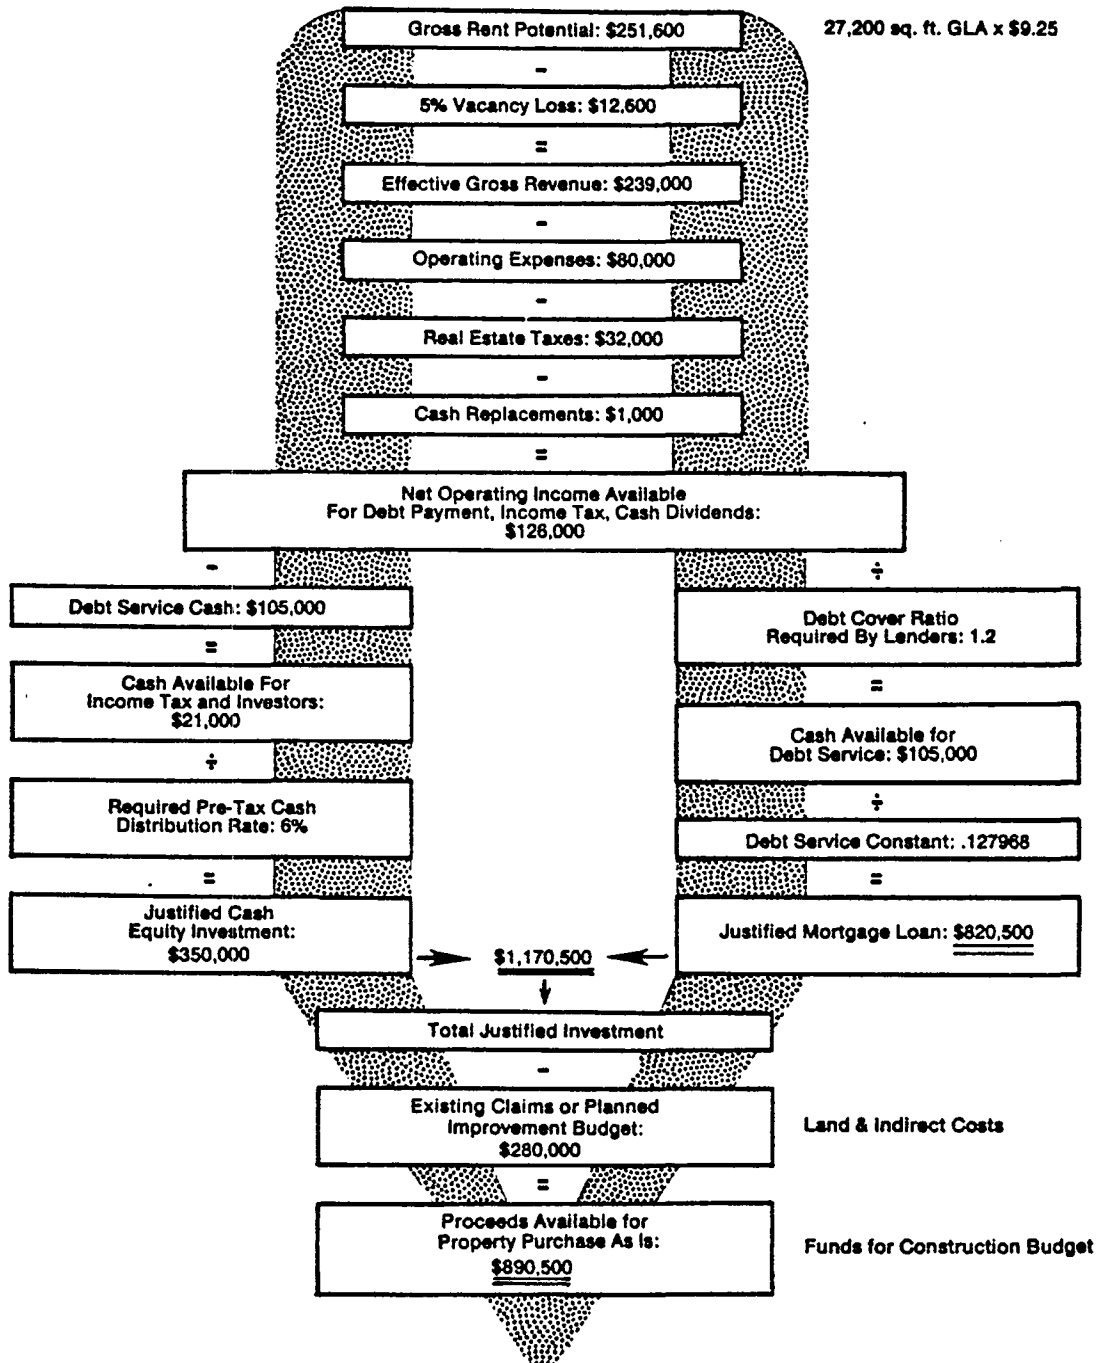 Gross Rent Potential: $251,600
27,200 sq. ft. GLA x $9.25
-
5% Vacancy Loss: $12,600
=
Effective Gross Revenue: $239,000
-
Operating Expenses: $80,000
-
Real Estate Taxes: $32,000
-
Cash Replacements: $1,000
=
Net Operating Income Available
For Debt Payment, Income Tax, Cash Dividends:
$126,000
-
Debt Service Cash: $105,000
=
Cash Available For
Income Tax and Investors:
$21,000
÷
Required Pre-Tax Cash
Distribution Rate: 6%
=
Justified Cash
Equity Investment:
$350,000
÷
Debt Cover Ratio
Required By Lenders: 1.2
=
Cash Available for
Debt Service: $105,000
÷
Debt Service Constant: .127968
=
Justified Mortgage Loan: $820,500
$1,170,500
Total Justified Investment
-
Existing Claims or Planned
Improvement Budget:
$280,000
Land & Indirect Costs
=
Proceeds Available for
Property Purchase As Is:
$890,500
Funds for Construction Budget